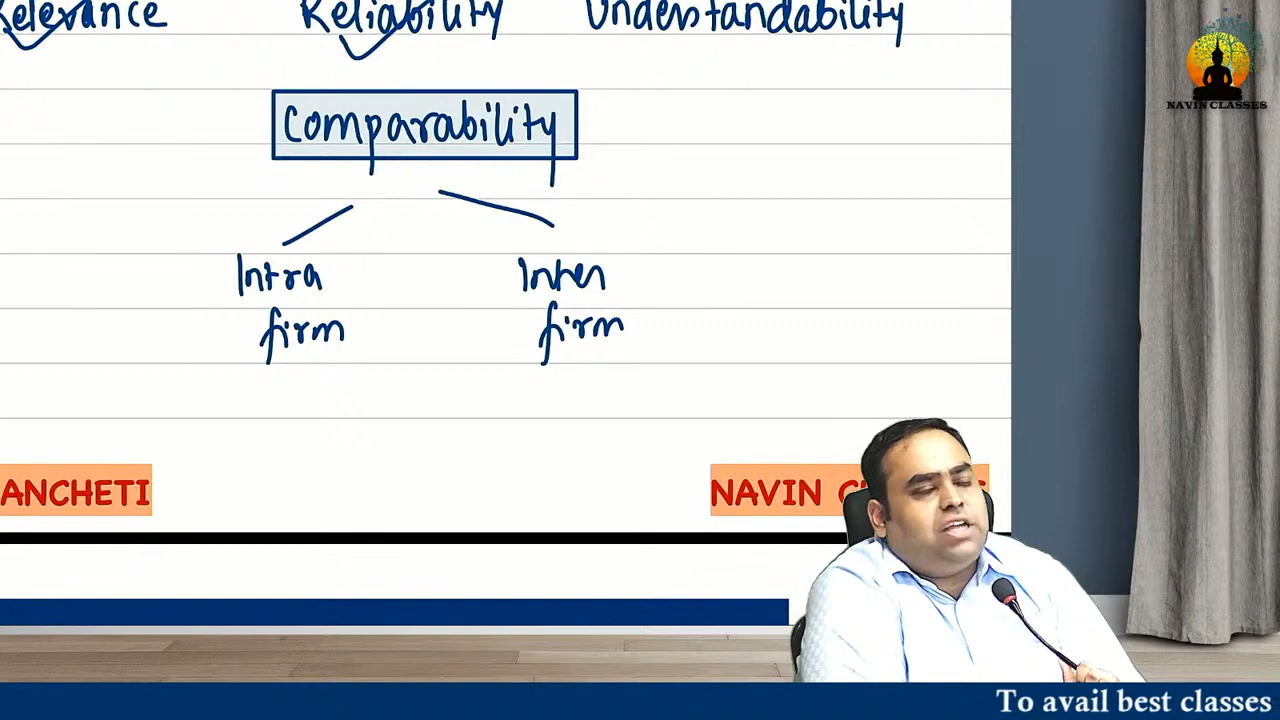 Relevance Reliability Understandability
Comparability
Intra Inter
firm firm
ANCHETI NAVIN C
NAVIN CLASSES
To avail best classes